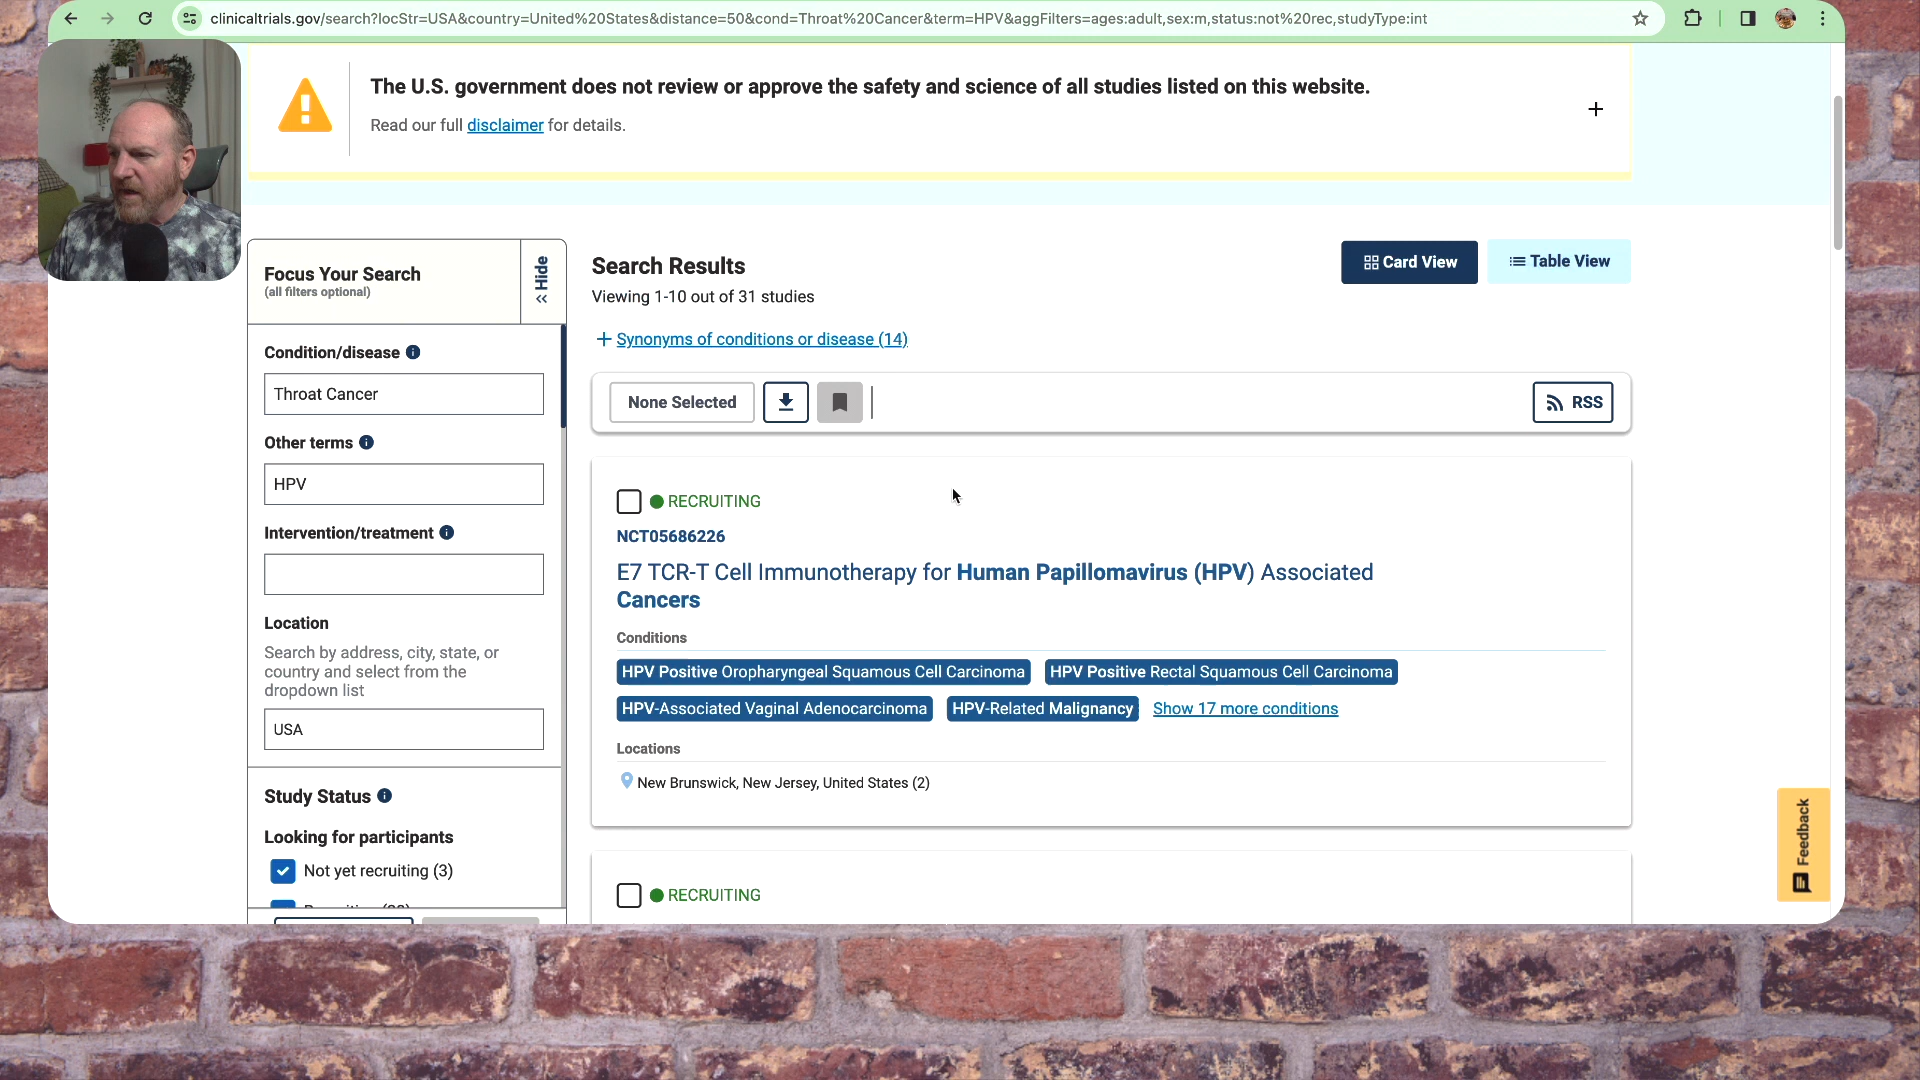 clinicaltrials.gov/search?locStr=USA&country=United%20States&distance=50&cond=Throat%20Cancer&term=HPV&aggFilters=ages:adult,sex:m,status:not%20rec,studyType:int
The U.S. government does not review or approve the safety and science of all studies listed on this website.
Read our full disclaimer for details.
Focus Your Search
(all filters optional)
Hide
Condition/disease
Throat Cancer
Other terms
HPV
Intervention/treatment
Location
Search by address, city, state, or
country and select from the
dropdown list
USA
Study Status
Looking for participants
Not yet recruiting (3)
Search Results
Viewing 1-10 out of 31 studies
Card View
Table View
Synonyms of conditions or disease (14)
None Selected
RSS
RECRUITING
NCT05686226
E7 TCR-T Cell Immunotherapy for Human Papillomavirus (HPV) Associated
Cancers
Conditions
HPV Positive Oropharyngeal Squamous Cell Carcinoma
HPV Positive Rectal Squamous Cell Carcinoma
HPV-Associated Vaginal Adenocarcinoma
HPV-Related Malignancy
Show 17 more conditions
Locations
New Brunswick, New Jersey, United States (2)
RECRUITING
Feedback